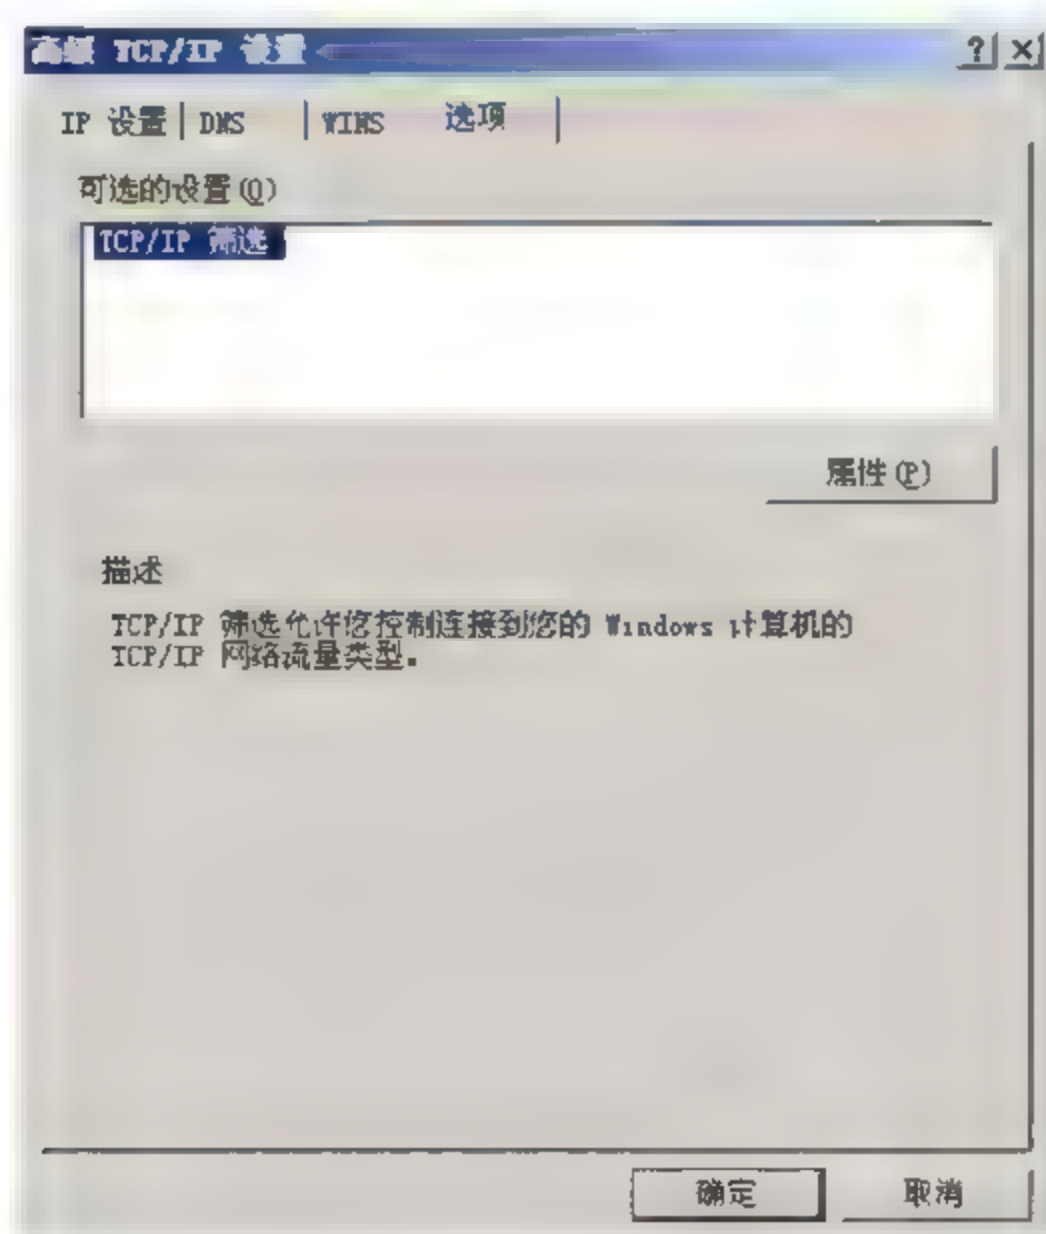 高级 TCP/IP 设置
IP 设置 DNS WINS 选项
可选的设置(O)
TCP/IP 筛选
属性(P)
描述
TCP/IP 筛选允许您控制连接到您的 Windows 计算机的
TCP/IP 网络流量类型。
确定 取消